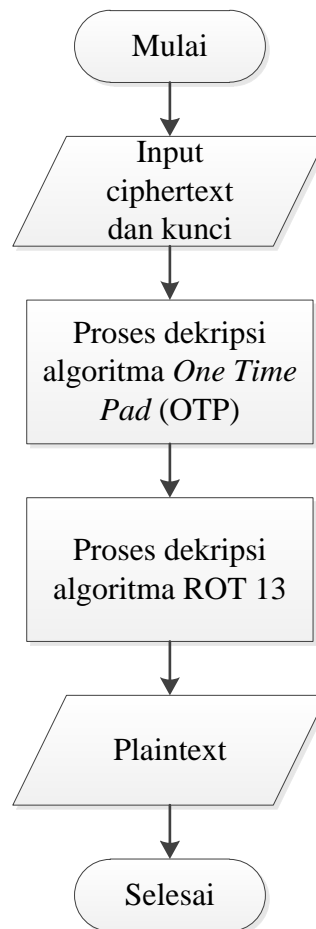 Mulai
Input
ciphertext
dan kunci
Proses dekripsi
algoritma One Time
Pad (OTP)
Proses dekripsi
algoritma ROT 13
Plaintext
Selesai